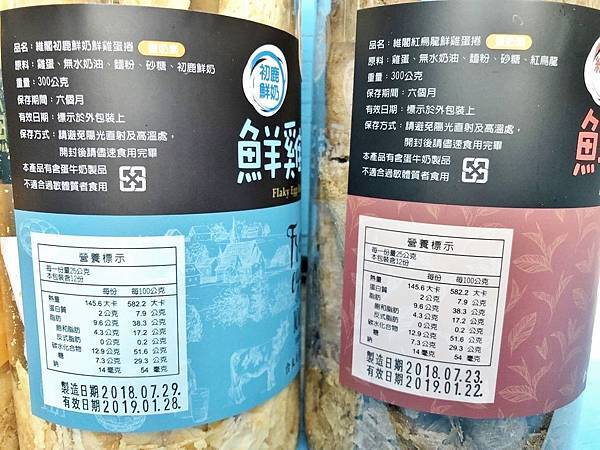 品名：維閣初鹿鮮奶鮮雞蛋捲
原料：雞蛋、無水奶油、麵粉、砂糖、初鹿鮮奶
重量：300公克
保存期間：六個月
有效日期：標示於外包裝上
保存方式：請避免陽光直射及高溫處，
開封後請儘速食用完畢
本產品有含蛋牛奶製品
不適合過敏體質者食用
初鹿
鮮奶
鮮雞
Flaky Egg
營養標示
每一份量25公克
本包裝含12份
每份 每100公克
熱量 145.6 大卡 582.2 大卡
蛋白質 2 公克 7.9 公克
脂肪 9.6 公克 38.3 公克
飽和脂肪 4.3 公克 17.2 公克
反式脂肪 0 公克 0.2 公克
碳水化合物 12.9 公克 51.6 公克
糖 7.3 公克 29.3 公克
鈉 14 毫克 54 毫克
製造日期 2018.07.29.
有效日期 2019.01.28.
品名：維閣紅烏龍鮮雞蛋捲
原料：雞蛋、無水奶油、麵粉、砂糖、紅烏龍
重量：300公克
保存期間：六個月
有效日期：標示於外包裝上
保存方式：請避免陽光直射及高溫處，
開封後請儘速食用完畢
本產品有含蛋牛奶製品
不適合過敏體質者食用
營養標示
每一份量25公克
本包裝含12份
每份 每100公克
熱量 145.6 大卡 582.2 大卡
蛋白質 2 公克 7.9 公克
脂肪 9.6 公克 38.3 公克
飽和脂肪 4.3 公克 17.2 公克
反式脂肪 0 公克 0.2 公克
碳水化合物 12.9 公克 51.6 公克
糖 7.3 公克 29.3 公克
鈉 14 毫克 54 毫克
製造日期 2018.07.23.
有效日期 2019.01.22.